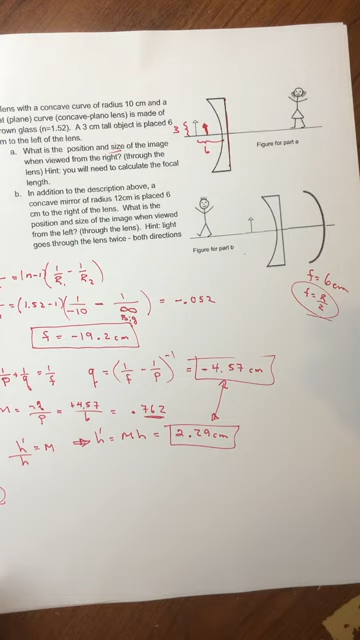 lens with a concave curve of radius 10 cm and a
(plane) curve (concave-plano lens) is made of
glass (n=1.52). A 3 cm tall object is placed 6
to the left of the lens.
a. What is the position and size of the image
when viewed from the right? (through the
lens) Hint: you will need to calculate the focal
length.
3
6
Figure for part a
b. In addition to the description above, a
concave mirror of radius 12cm is placed 6
cm to the right of the lens. What is the
position and size of the image when viewed
from the left? (through the lens). Hint: light
goes through the lens twice - both directions
Figure for part b
f = 6cm
f = R/2
= (n-1)(1/R1 - 1/R2)
= (1.52-1)(1/-10 - 1/∞) = -.052
Big
f = -19.2cm
1/p + 1/q = 1/f q = (1/f - 1/p)^-1 = -4.57 cm
M = -q/p = +4.57/6 = .762
h'/h = M ⇒ h' = Mh = 2.29cm